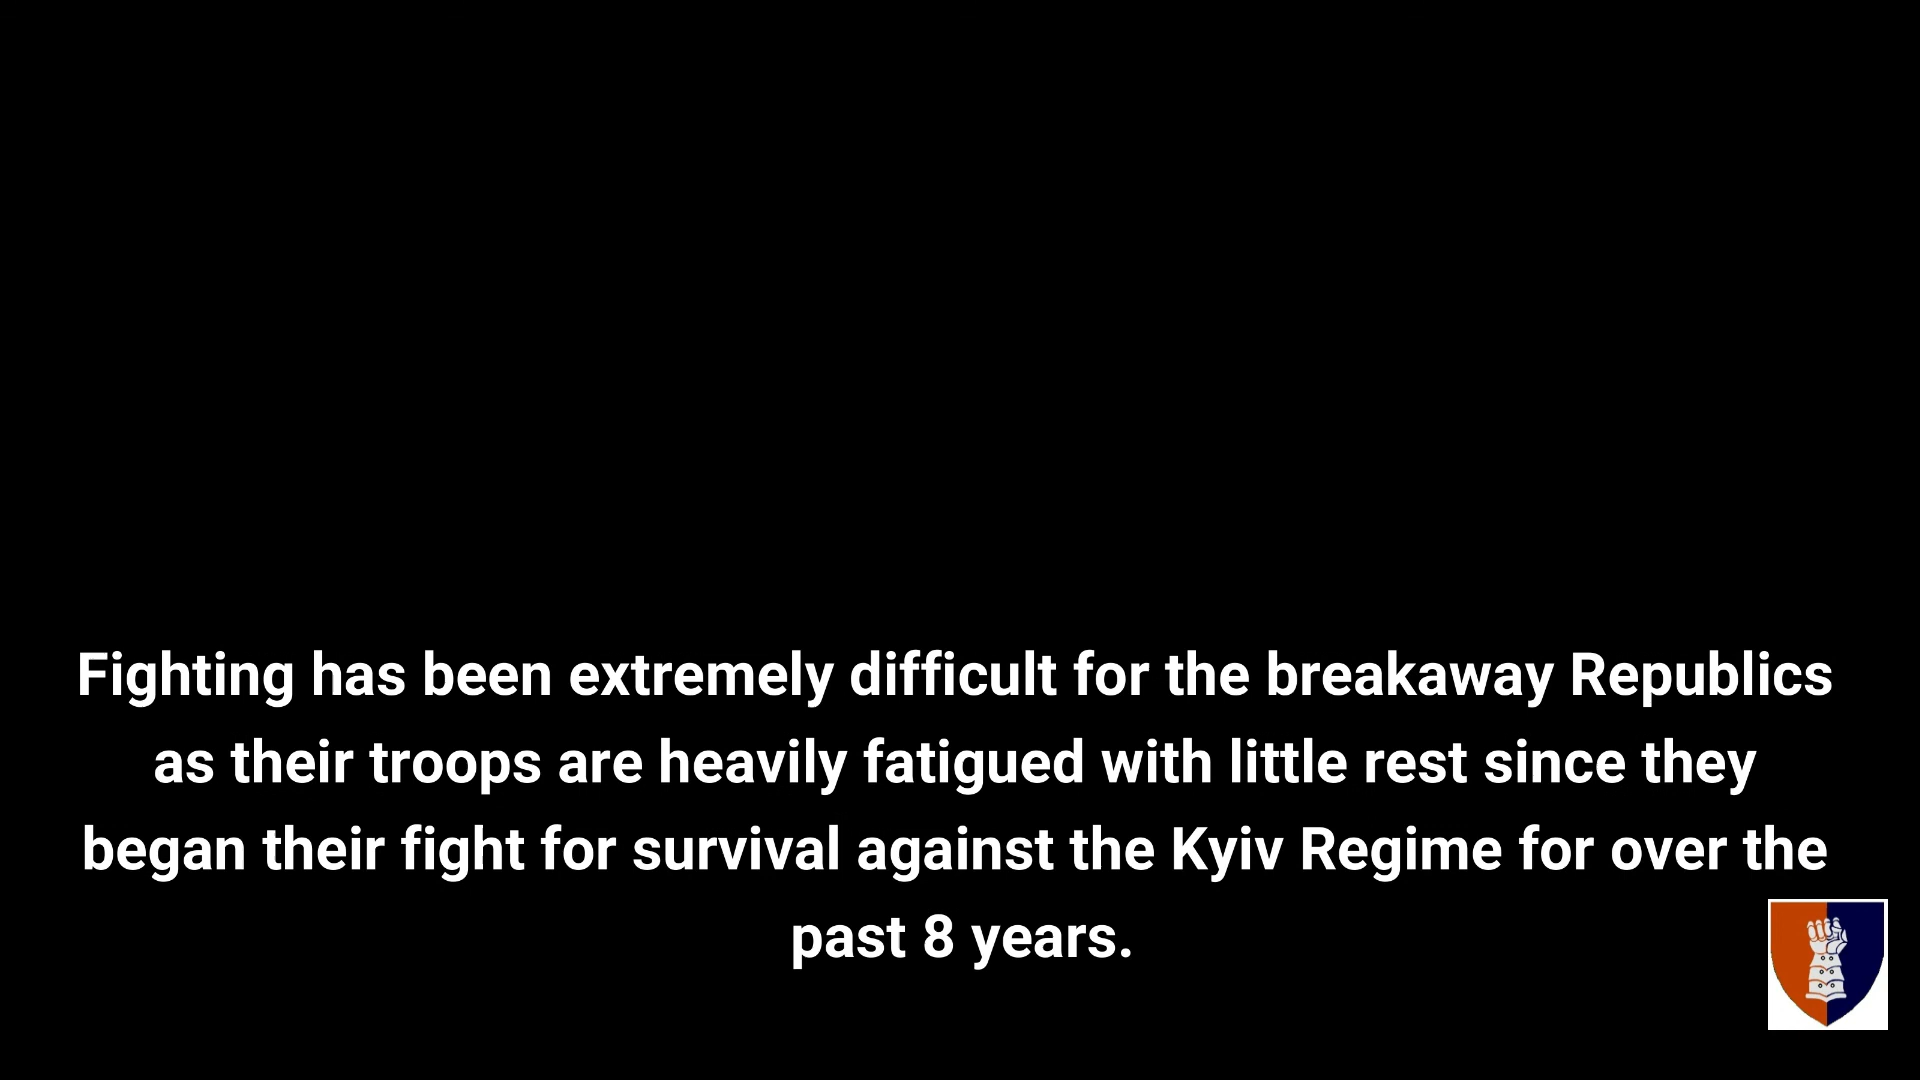 Fighting has been extremely difficult for the breakaway Republics
as their troops are heavily fatigued with little rest since they
began their fight for survival against the Kyiv Regime for over the
past 8 years.